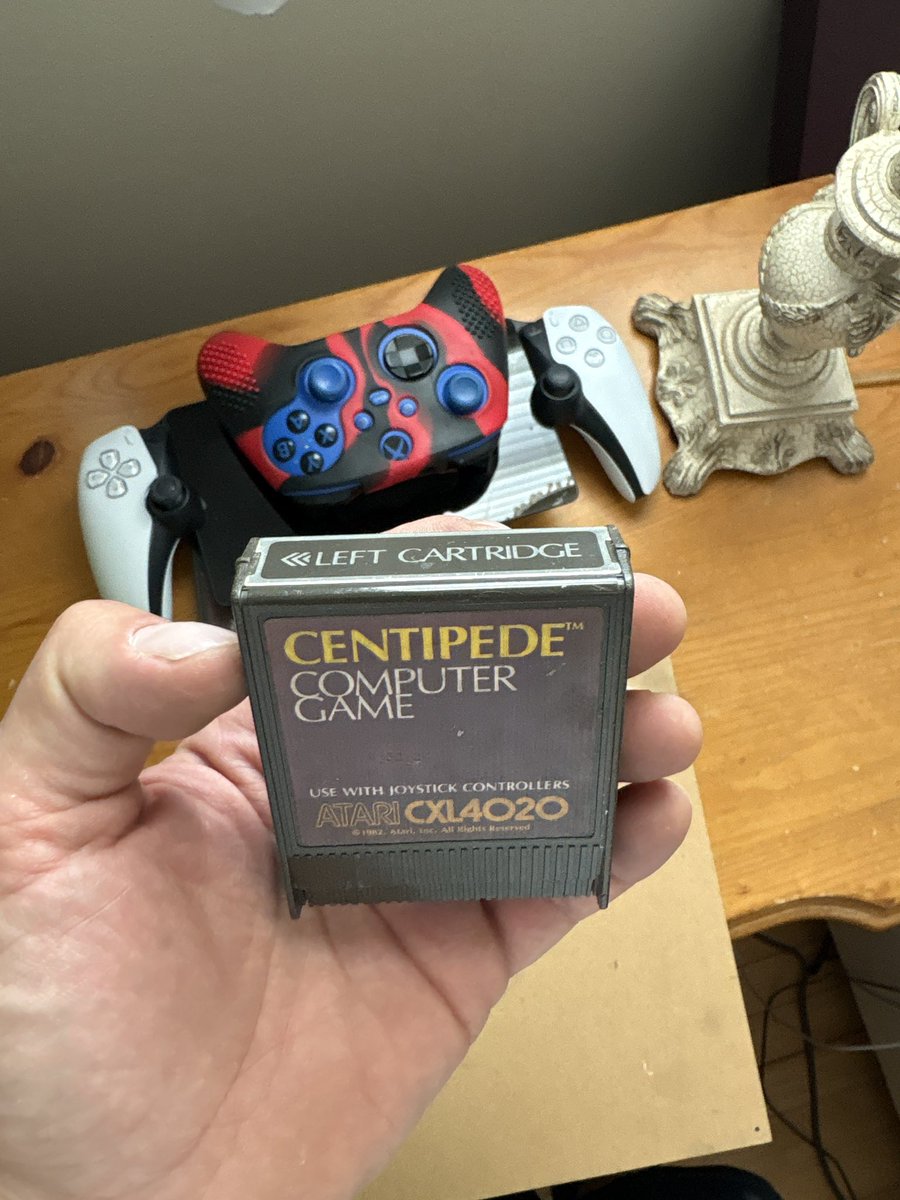 <<<LEFT CARTRIDGE
CENTIPEDE™
COMPUTER
GAME
USE WITH JOYSTICK CONTROLLERS
ATARI CXL4020
©1982, Atari, Inc. All Rights Reserved
A
X
B
Y